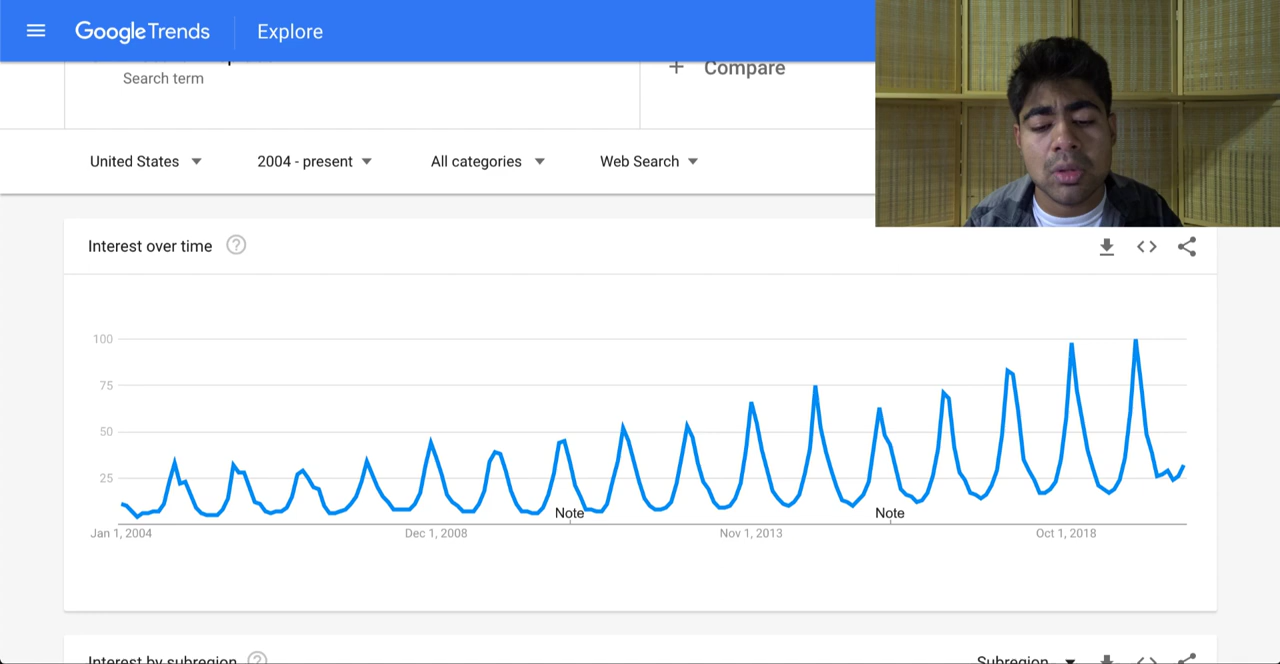 Google Trends Explore
Search term
+ Compare
United States 2004 - present All categories Web Search
Interest over time ?
100
75
50
25
Note Note
Jan 1, 2004 Dec 1, 2008 Nov 1, 2013 Oct 1, 2018
Interest by subregion ? Subregion